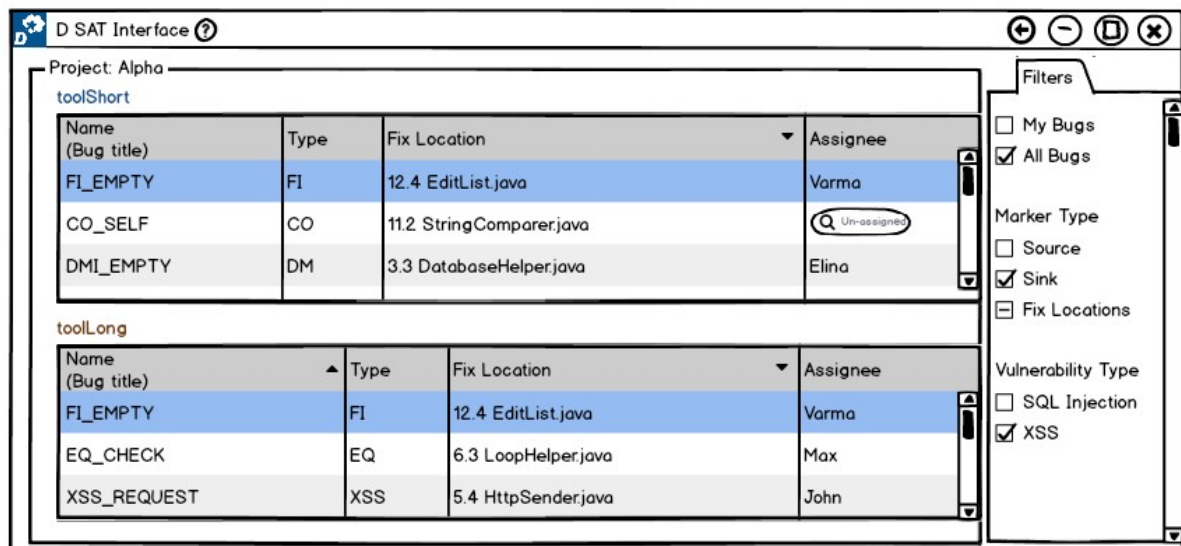 D SAT Interface ?
D
Project: Alpha
toolShort
Name
(Bug title)
Type
Fix Location
Assignee
FI_EMPTY
FI
12.4 EditList.java
Varma
CO_SELF
CO
11.2 StringComparer.java
Un-assigned
DMI_EMPTY
DM
3.3 DatabaseHelper.java
Elina
toolLong
Name
(Bug title)
Type
Fix Location
Assignee
FI_EMPTY
FI
12.4 EditList.java
Varma
EQ_CHECK
EQ
6.3 LoopHelper.java
Max
XSS_REQUEST
XSS
5.4 HttpSender.java
John
Filters
My Bugs
All Bugs
Marker Type
Source
Sink
Fix Locations
Vulnerability Type
SQL Injection
XSS